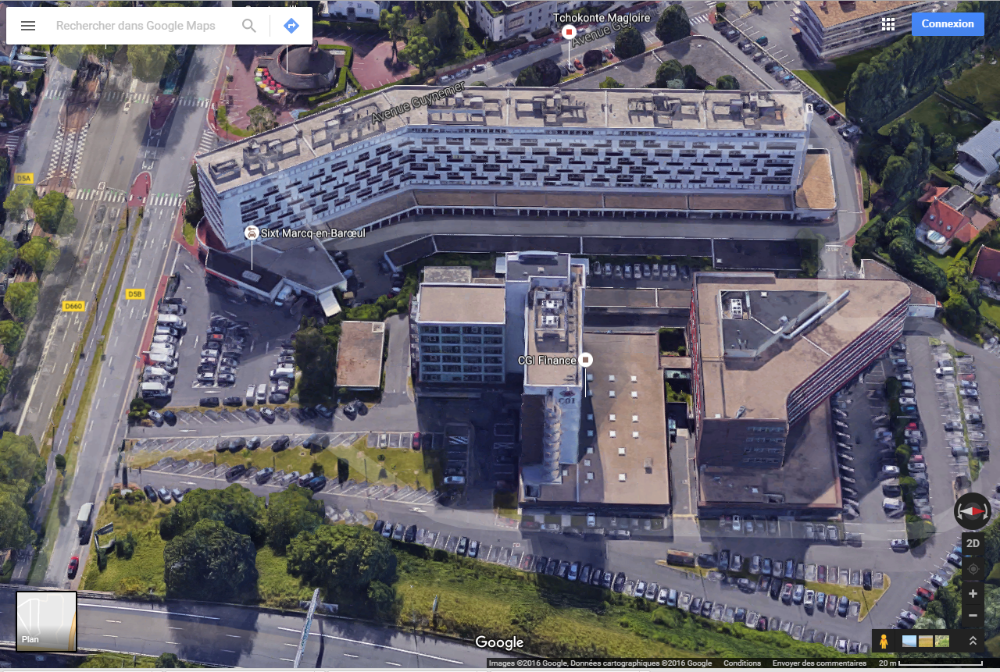 Rechercher dans Google Maps
Tchokonte Magloire
Avenue Guy
Connexion
Avenue Guynemer
D5A
Sixt Marcq-en-Barœul
D5B
D660
CGI Finance
CGI
2D
Plan
Google
Images ©2016 Google, Données cartographiques ©2016 Google Conditions Envoyer des commentaires 20 m